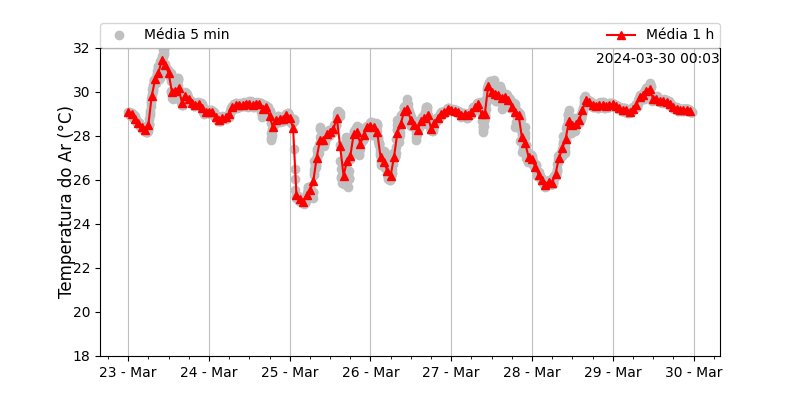 Média 5 min
Média 1 h
2024-03-30 00:03
Temperatura do Ar (°C)
32
30
28
26
24
22
20
18
23 - Mar
24 - Mar
25 - Mar
26 - Mar
27 - Mar
28 - Mar
29 - Mar
30 - Mar